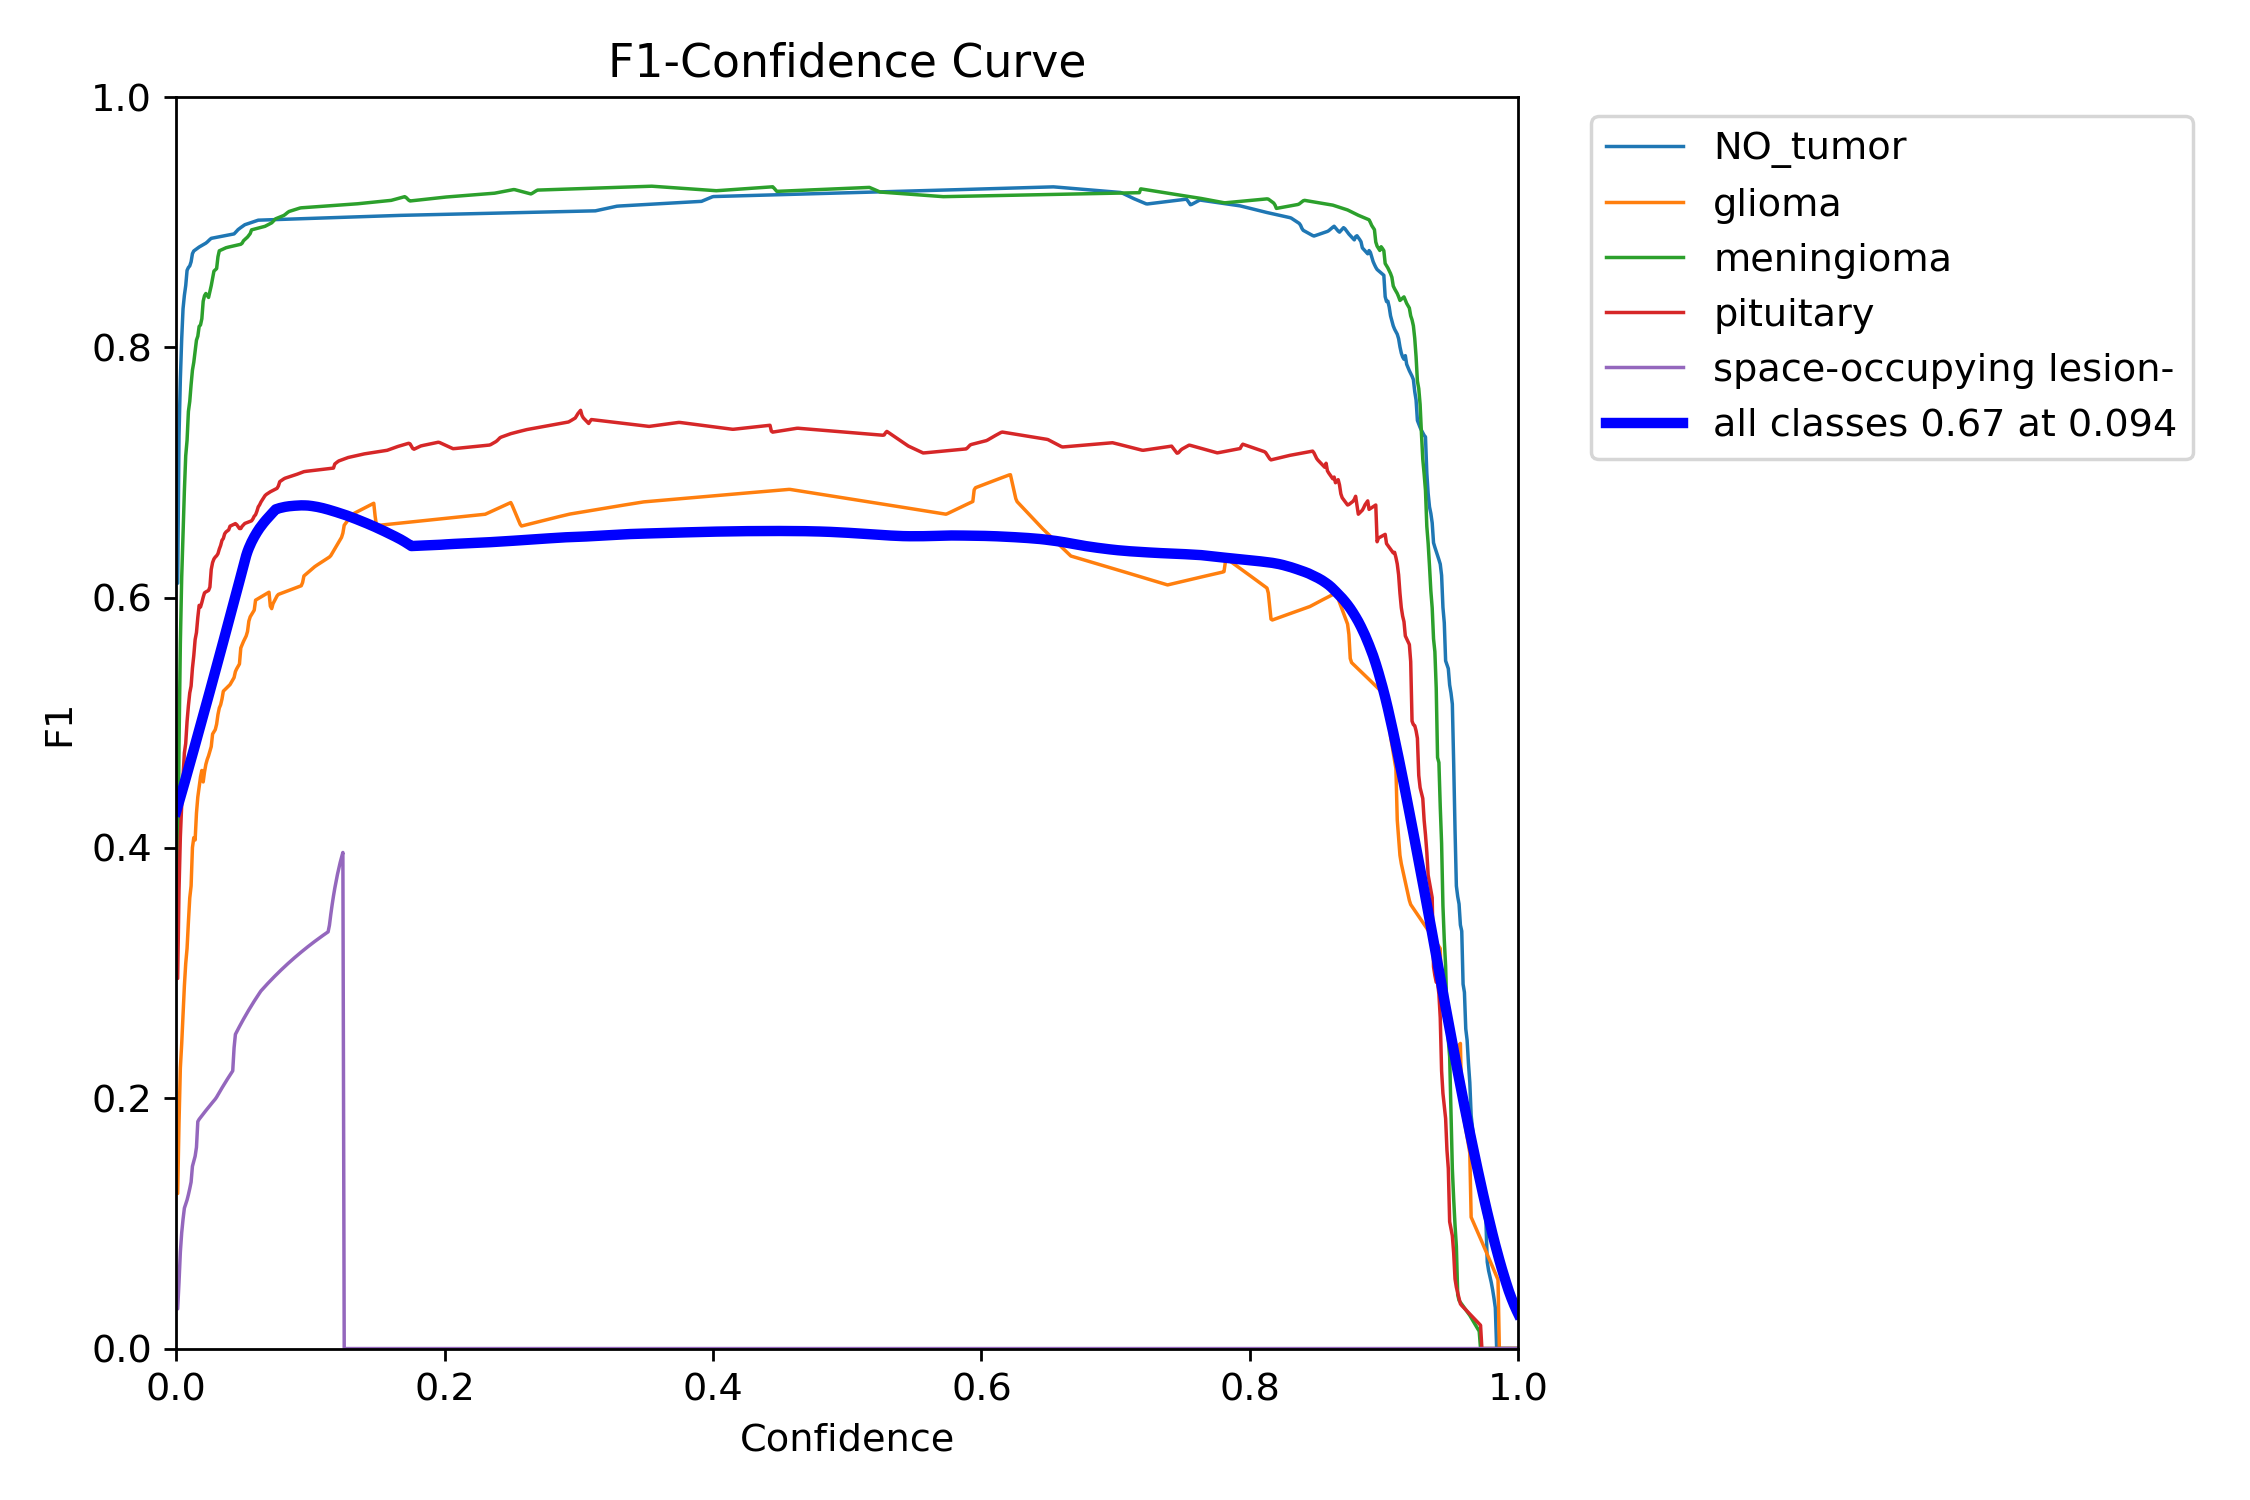 F1-Confidence Curve
1.0
0.8
0.6
0.4
0.2
0.0
F1
0.0 0.2 0.4 0.6 0.8 1.0
Confidence
NO_tumor
glioma
meningioma
pituitary
space-occupying lesion-
all classes 0.67 at 0.094